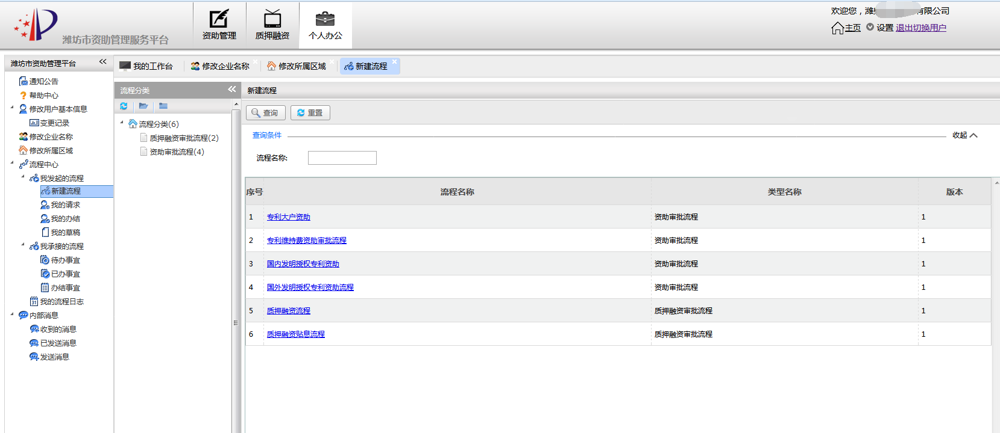 潍坊市资助管理服务平台
资助管理
质押融资
个人办公
欢迎您，潍
有限公司
主页 设置 退出切换用户
潍坊市资助管理平台
通知公告
帮助中心
修改用户基本信息
变更记录
修改企业名称
修改所属区域
流程中心
我发起的流程
新建流程
我的请求
我的办结
我的草稿
我承接的流程
待办事宜
已办事宜
办结事宜
我的流程日志
内部消息
收到的消息
已发送消息
发送消息
我的工作台 修改企业名称 修改所属区域 新建流程
流程分类
流程分类(6)
质押融资审批流程(2)
资助审批流程(4)
新建流程
查询 重置
查询条件 收起
流程名称:
序号 流程名称 类型名称 版本
1 专利大户资助 资助审批流程 1
2 专利维持费资助审批流程 资助审批流程 1
3 国内发明授权专利资助 资助审批流程 1
4 国外发明授权专利资助流程 资助审批流程 1
5 质押融资流程 质押融资审批流程 1
6 质押融资贴息流程 质押融资审批流程 1